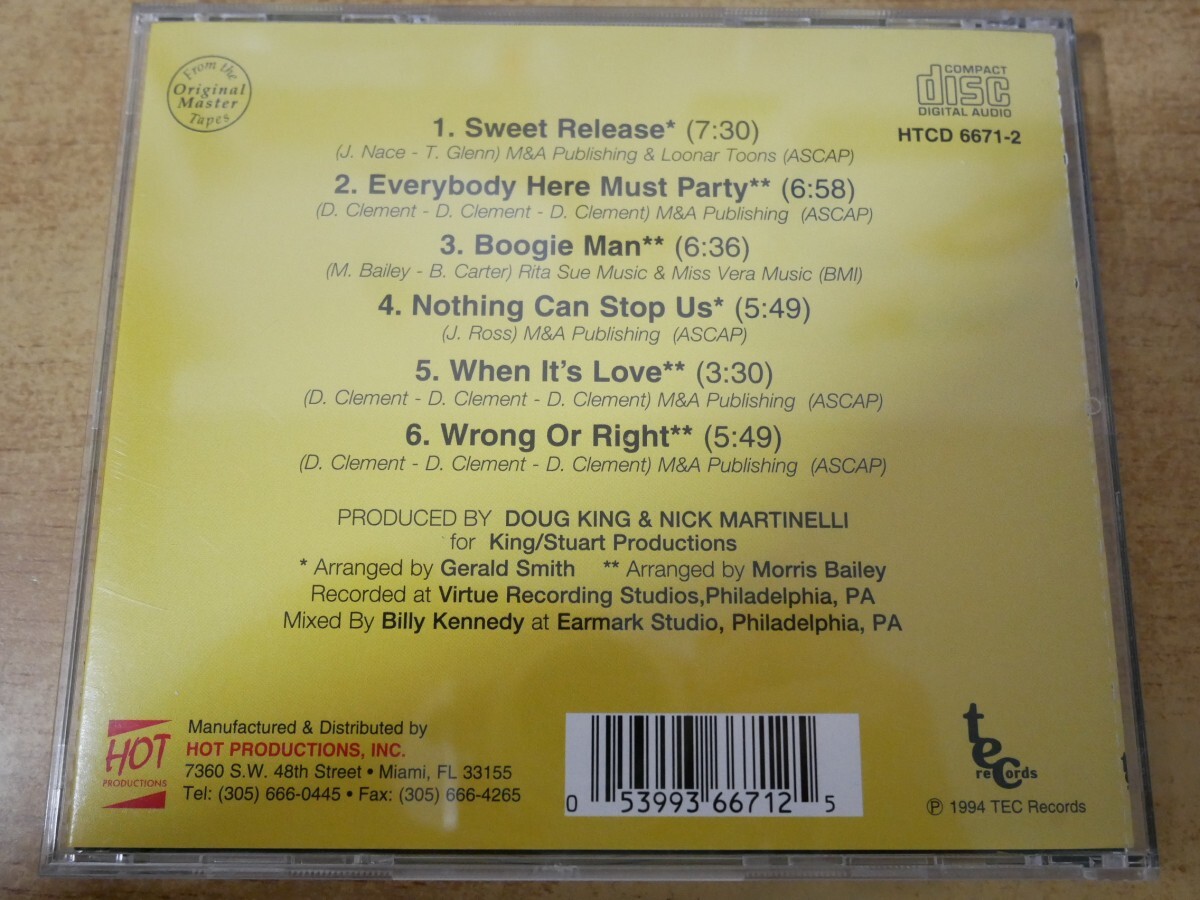 From the
Original
Master
Tapes
COMPACT
disc
DIGITAL AUDIO
HTCD 6671-2
1. Sweet Release* (7:30)
(J. Nace - T. Glenn) M&A Publishing & Loonar Toons (ASCAP)
2. Everybody Here Must Party** (6:58)
(D. Clement - D. Clement - D. Clement) M&A Publishing (ASCAP)
3. Boogie Man** (6:36)
(M. Bailey - B. Carter) Rita Sue Music & Miss Vera Music (BMI)
4. Nothing Can Stop Us* (5:49)
(J. Ross) M&A Publishing (ASCAP)
5. When It's Love** (3:30)
(D. Clement - D. Clement - D. Clement) M&A Publishing (ASCAP)
6. Wrong Or Right** (5:49)
(D. Clement - D. Clement - D. Clement) M&A Publishing (ASCAP)
PRODUCED BY DOUG KING & NICK MARTINELLI
for King/Stuart Productions
* Arranged by Gerald Smith ** Arranged by Morris Bailey
Recorded at Virtue Recording Studios,Philadelphia, PA
Mixed By Billy Kennedy at Earmark Studio, Philadelphia, PA
HOT
PRODUCTIONS
Manufactured & Distributed by
HOT PRODUCTIONS, INC.
7360 S.W. 48th Street • Miami, FL 33155
Tel: (305) 666-0445 • Fax: (305) 666-4265
0 53993 66712 5
tec
records
℗ 1994 TEC Records